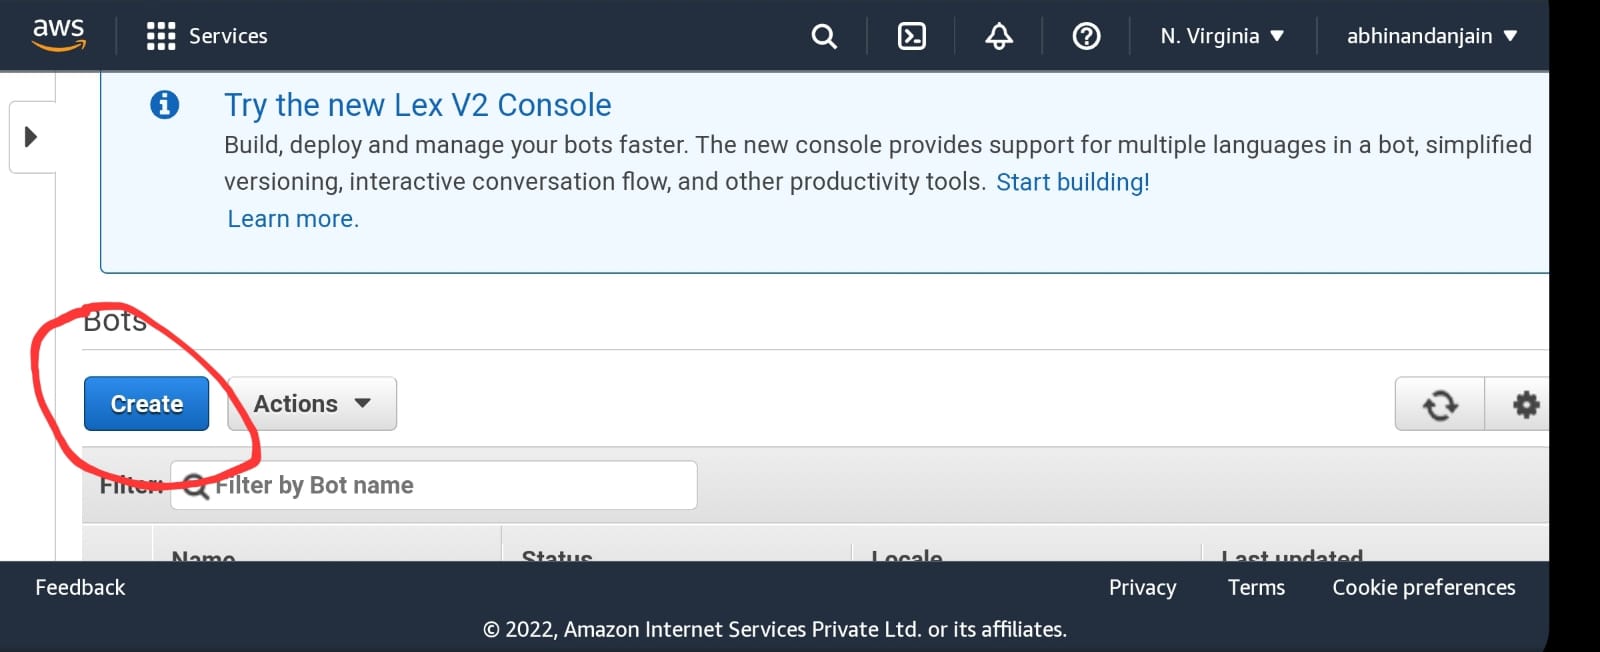 aws Services N. Virginia abhinandanjain
Try the new Lex V2 Console
Build, deploy and manage your bots faster. The new console provides support for multiple languages in a bot, simplified
versioning, interactive conversation flow, and other productivity tools. Start building!
Learn more.
Bots
Create Actions
Filter: Filter by Bot name
Name Status Locale Last updated
Feedback Privacy Terms Cookie preferences
© 2022, Amazon Internet Services Private Ltd. or its affiliates.